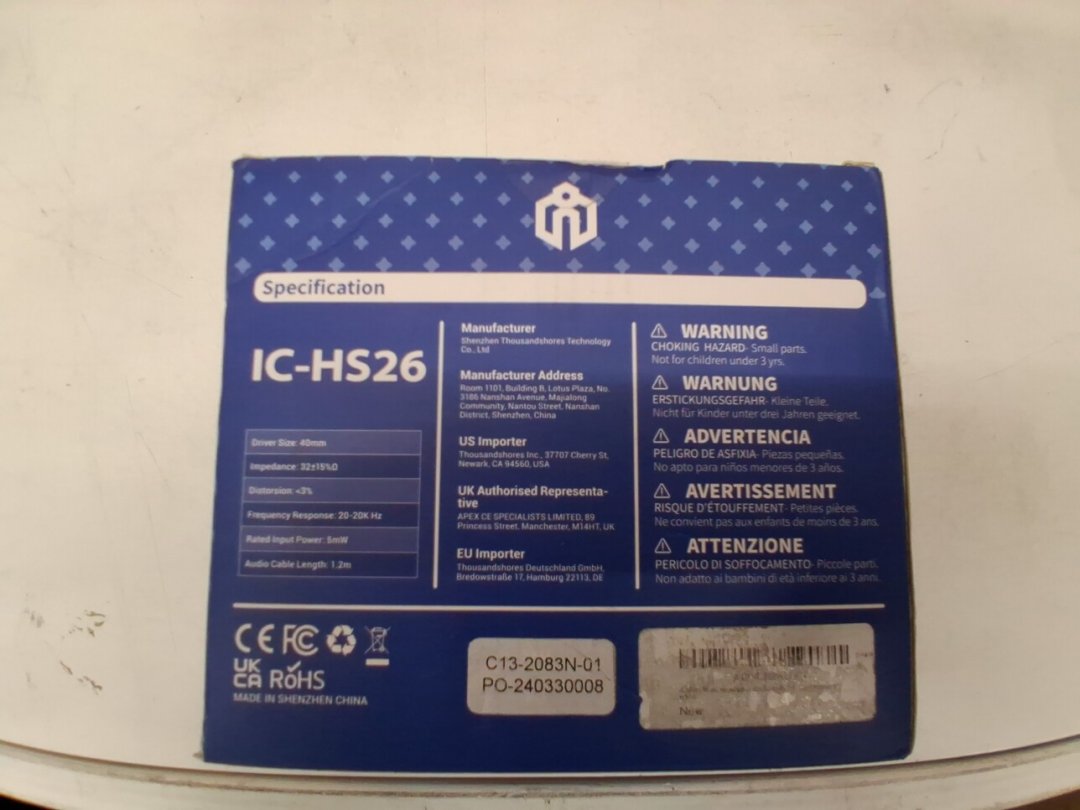 Specification
IC-HS26
Driver Size: 40mm
Impedance: 32±15%Ω
Distorsion: <3%
Frequency Response: 20-20K Hz
Rated Input Power: 5mW
Audio Cable Length: 1.2m
Manufacturer
Shenzhen Thousandshores Technology
Co., Ltd
Manufacturer Address
Room 1101, Building B, Lotus Plaza, No.
3186 Nanshan Avenue, Majialong
Community, Nantou Street, Nanshan
District, Shenzhen, China
US Importer
Thousandshores Inc., 37707 Cherry St,
Newark, CA 94560, USA
UK Authorised Representa-
tive
APEX CE SPECIALISTS LIMITED, 89
Princess Street, Manchester, M14HT, UK
EU Importer
Thousandshores Deutschland GmbH,
Bredowstraße 17, Hamburg 22113, DE
WARNING
CHOKING HAZARD- Small parts.
Not for children under 3 yrs.
WARNUNG
ERSTICKUNGSGEFAHR- Kleine Teile,
Nicht für Kinder unter drei Jahren geeignet.
ADVERTENCIA
PELIGRO DE ASFIXIA- Piezas pequeñas.
No apto para niños menores de 3 años.
AVERTISSEMENT
RISQUE D'ÉTOUFFEMENT- Petites pièces.
Ne convient pas aux enfants de moins de 3 ans.
ATTENZIONE
PERICOLO DI SOFFOCAMENTO- Piccole parti.
Non adatto ai bambini di età inferiore ai 3 anni.
CE FC
UK
CA RoHS
MADE IN SHENZHEN CHINA
C13-2083N-01
PO-240330008
New